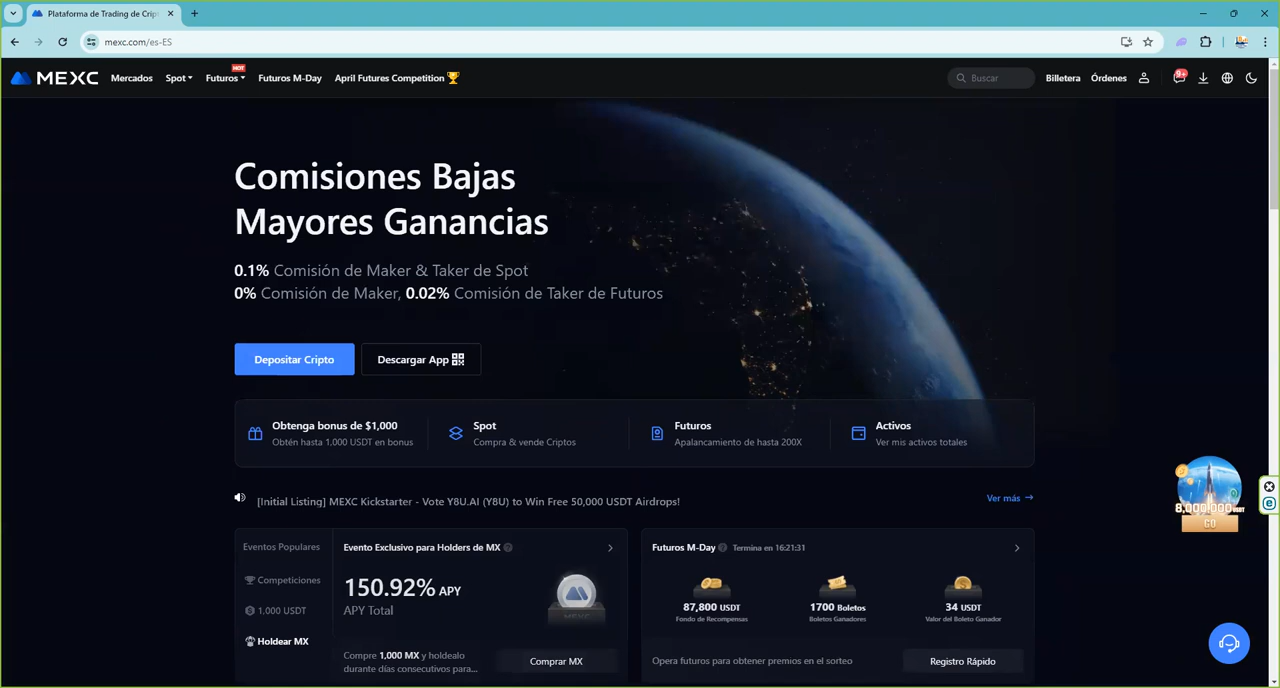 Plataforma de Trading de Crip
mexc.com/es-ES
MEXC
Mercados
Spot
Futuros
HOT
Futuros M-Day
April Futures Competition
Buscar
Billetera
Órdenes
9+
Comisiones Bajas
Mayores Ganancias
0.1% Comisión de Maker & Taker de Spot
0% Comisión de Maker, 0.02% Comisión de Taker de Futuros
Depositar Cripto
Descargar App
Obtenga bonus de $1,000
Obtén hasta 1,000 USDT en bonus
Spot
Compra & vende Criptos
Futuros
Apalancamiento de hasta 200X
Activos
Ver mis activos totales
8,000,000 USDT
GO
[Initial Listing] MEXC Kickstarter - Vote Y8U.AI (Y8U) to Win Free 50,000 USDT Airdrops!
Ver más
Eventos Populares
Competiciones
1,000 USDT
Holdear MX
Evento Exclusivo para Holders de MX
150.92% APY
APY Total
MEXC
Compre 1,000 MX y holdealo
durante días consecutivos para...
Comprar MX
Futuros M-Day
Termina en 16:21:31
87,800 USDT
Fondo de Recompensas
1700 Boletos
Boletos Ganadores
34 USDT
Valor del Boleto Ganador
Opera futuros para obtener premios en el sorteo
Registro Rápido